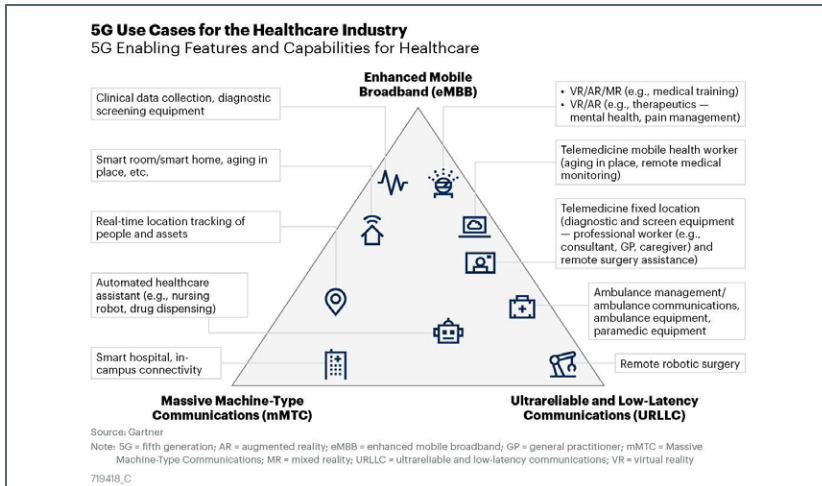 5G Use Cases for the Healthcare Industry
5G Enabling Features and Capabilities for Healthcare
Enhanced Mobile
Broadband (eMBB)
Clinical data collection, diagnostic
screening equipment
Smart room/smart home, aging in
place, etc.
Real-time location tracking of
people and assets
Automated healthcare
assistant (e.g., nursing
robot, drug dispensing)
Smart hospital, in-
campus connectivity
• VR/AR/MR (e.g., medical training)
• VR/AR (e.g., therapeutics —
mental health, pain management)
Telemedicine mobile health worker
(aging in place, remote medical
monitoring)
Telemedicine fixed location
(diagnostic and screen equipment
— professional worker (e.g.,
consultant, GP, caregiver) and
remote surgery assistance)
Ambulance management/
ambulance communications,
ambulance equipment,
paramedic equipment
Remote robotic surgery
Massive Machine-Type
Communications (mMTC)
Ultrareliable and Low-Latency
Communications (URLLC)
Source: Gartner
Note: 5G = fifth generation; AR = augmented reality; eMBB = enhanced mobile broadband; GP = general practitioner; mMTC = Massive
Machine-Type Communications; MR = mixed reality; URLLC = ultrareliable and low-latency communications; VR = virtual reality
719418_C